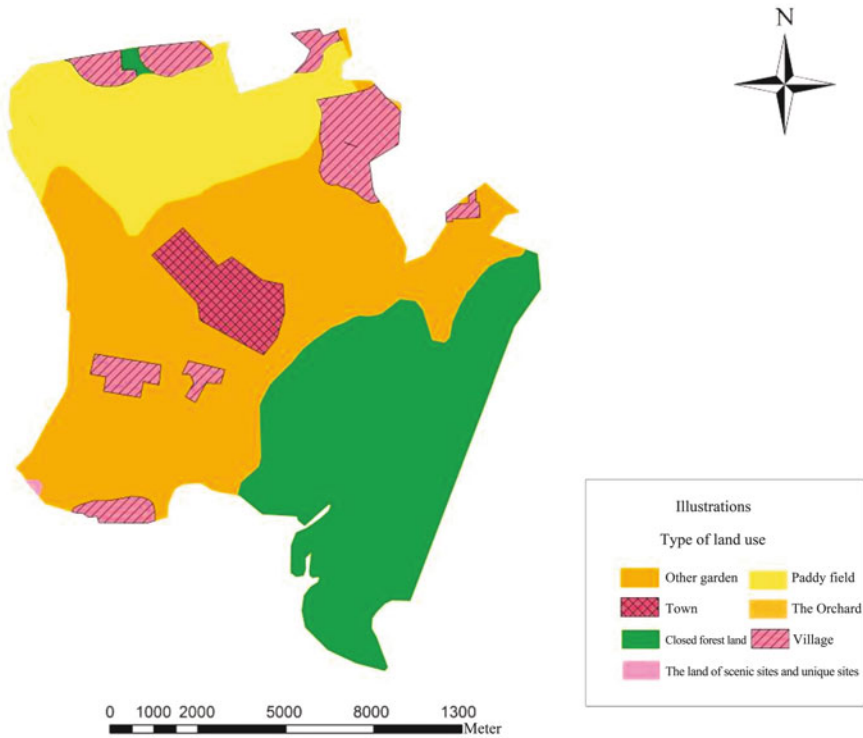 N
Illustrations
Type of land use
Other garden
Paddy field
Town
The Orchard
Closed forest land
Village
The land of scenic sites and unique sites
0 1000 2000 5000 8000 1300
Meter